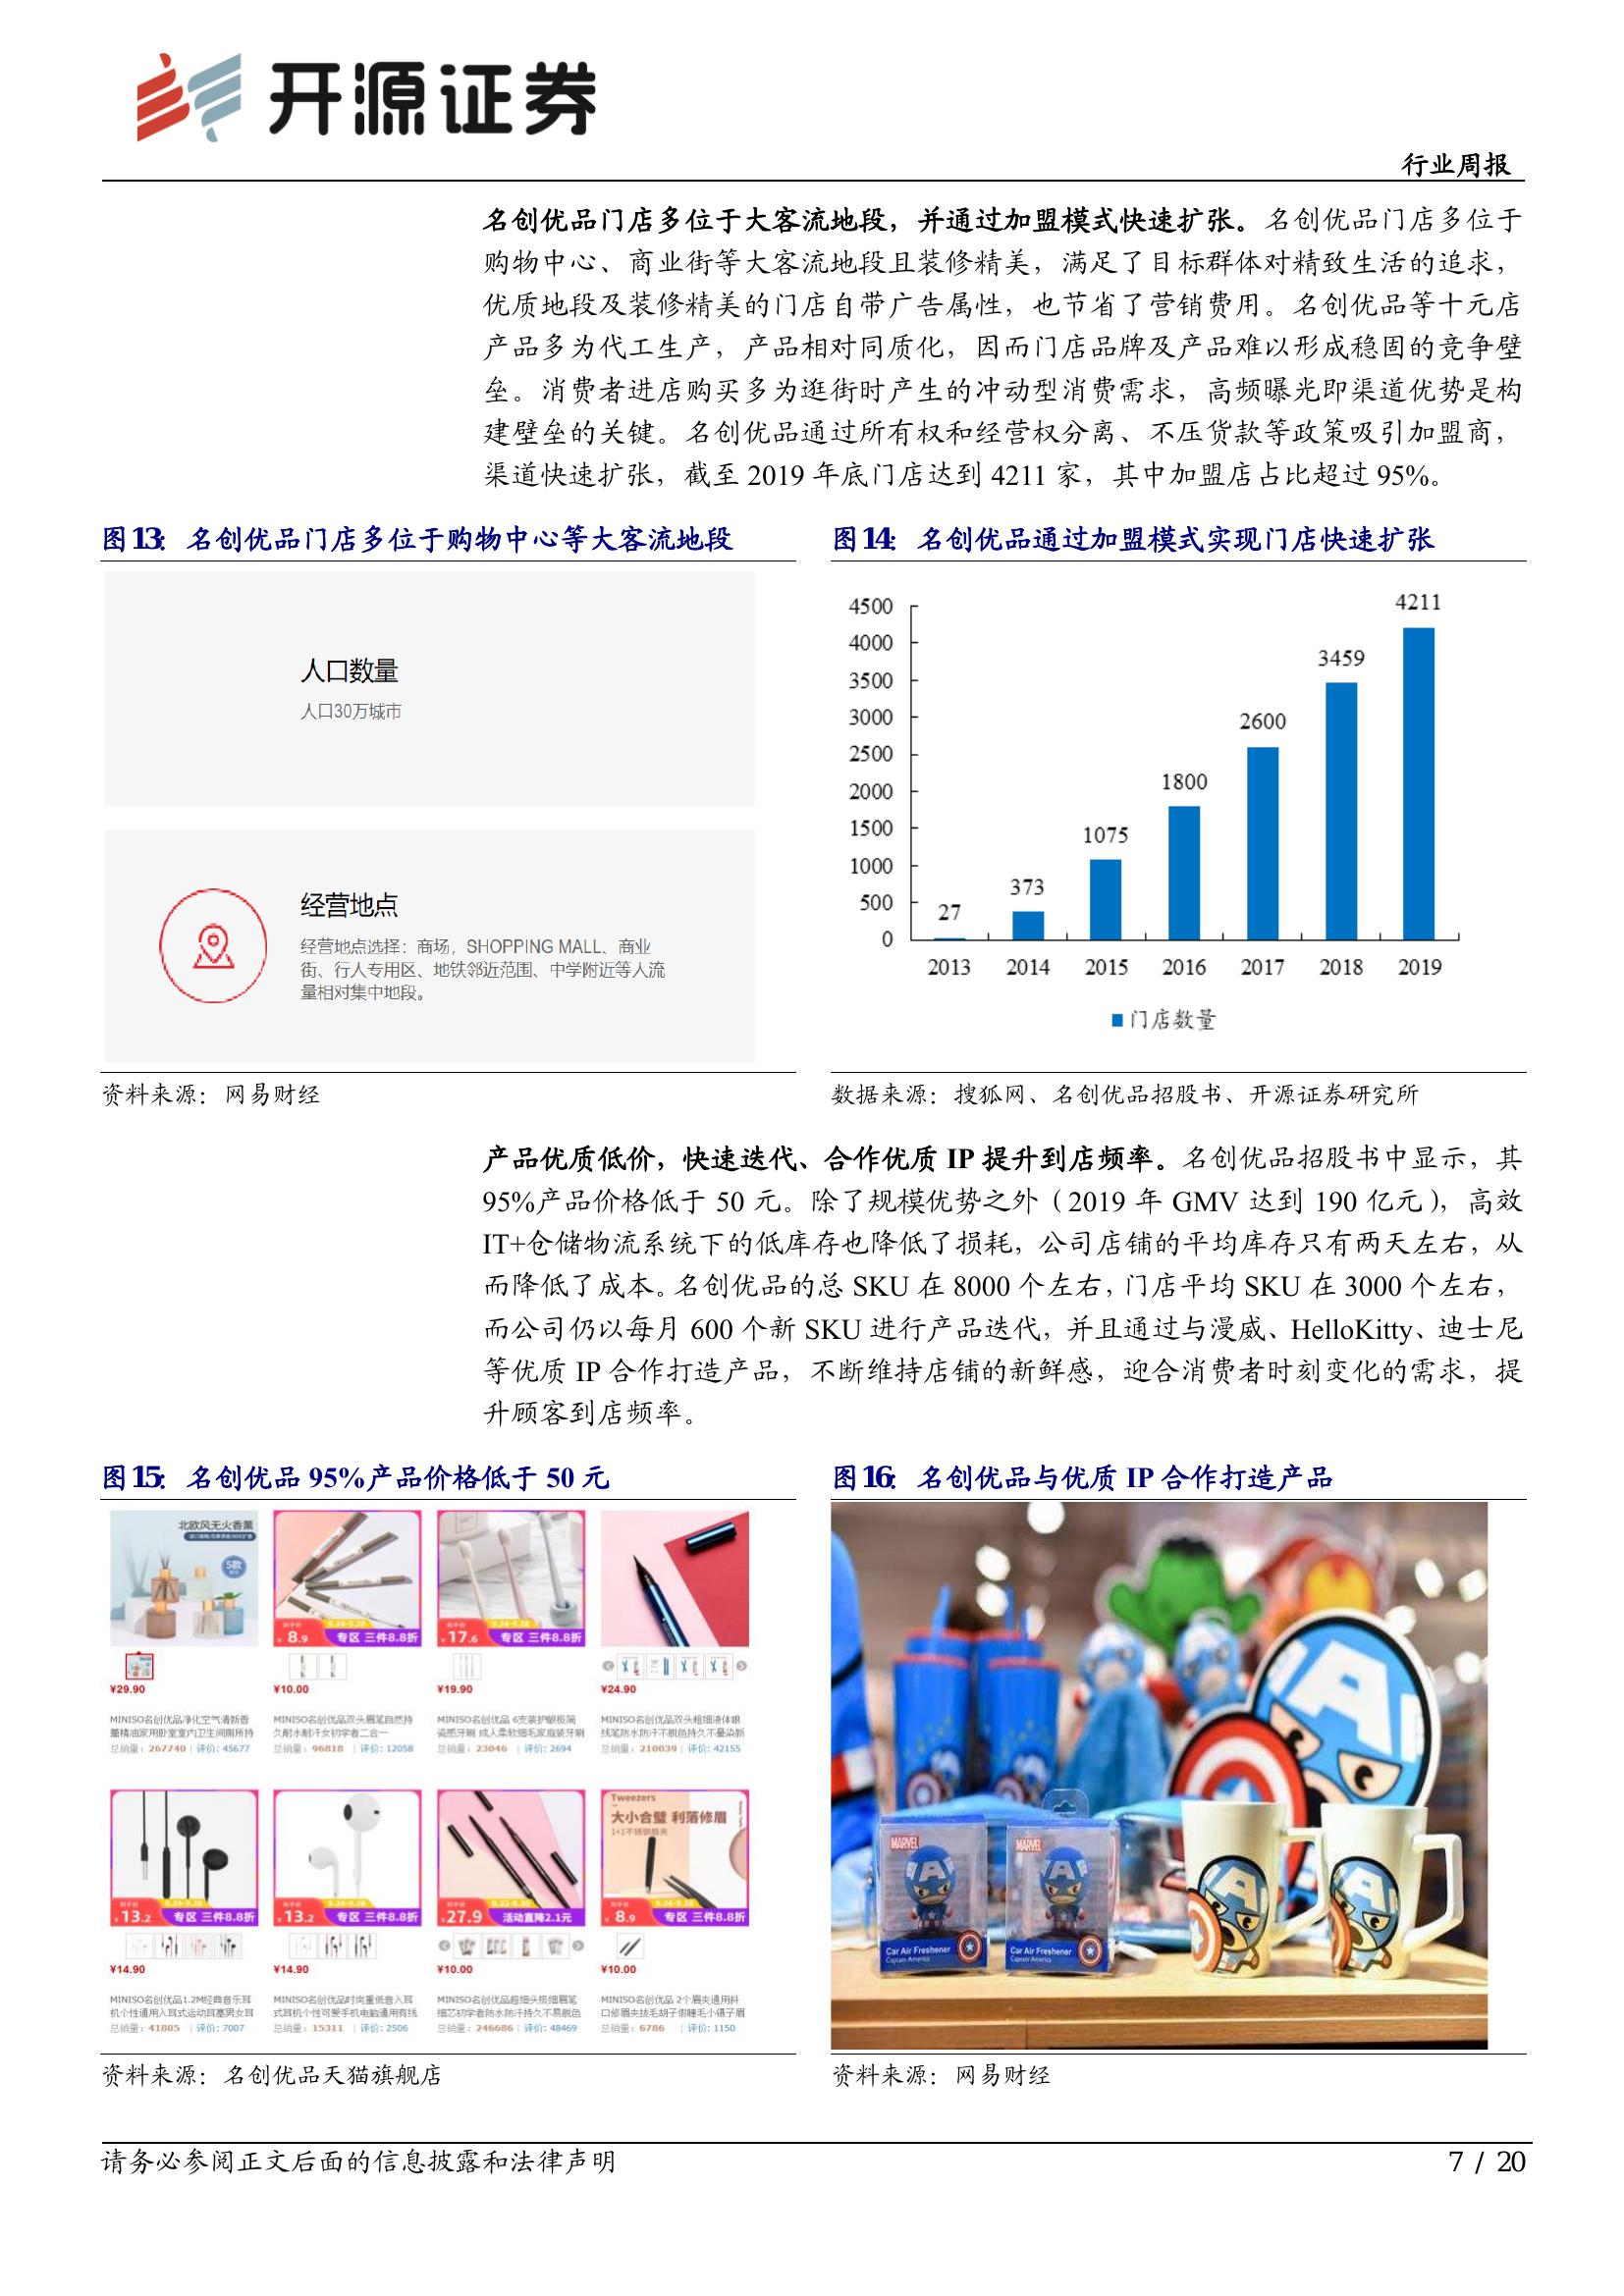 开源证券
行业周报
名创优品门店多位于大客流地段，并通过加盟模式快速扩张。名创优品门店多位于
购物中心、商业街等大客流地段且装修精美，满足了目标群体对精致生活的追求，
优质地段及装修精美的门店自带广告属性，也节省了营销费用。名创优品等十元店
产品多为代工生产，产品相对同质化，因而门店品牌及产品难以形成稳固的竞争壁
垒。消费者进店购买多为逛街时产生的冲动型消费需求，高频曝光即渠道优势是构
建壁垒的关键。名创优品通过所有权和经营权分离、不压货款等政策吸引加盟商，
渠道快速扩张，截至 2019 年底门店达到 4211 家，其中加盟店占比超过 95%。
图13：名创优品门店多位于购物中心等大客流地段
人口数量
人口30万城市
经营地点
经营地点选择：商场，SHOPPING MALL、商业
街、行人专用区、地铁邻近范围、中学附近等人流
量相对集中地段。
资料来源：网易财经
图14：名创优品通过加盟模式实现门店快速扩张
4500
4000
3500
3000
2500
2000
1500
1000
500
0
27
373
1075
1800
2600
3459
4211
2013 2014 2015 2016 2017 2018 2019
门店数量
数据来源：搜狐网、名创优品招股书、开源证券研究所
产品优质低价，快速迭代、合作优质 IP 提升到店频率。名创优品招股书中显示，其
95%产品价格低于 50 元。除了规模优势之外（2019 年 GMV 达到 190 亿元），高效
IT+仓储物流系统下的低库存也降低了损耗，公司店铺的平均库存只有两天左右，从
而降低了成本。名创优品的总 SKU 在 8000 个左右，门店平均 SKU 在 3000 个左右，
而公司仍以每月 600 个新 SKU 进行产品迭代，并且通过与漫威、HelloKitty、迪士尼
等优质 IP 合作打造产品，不断维持店铺的新鲜感，迎合消费者时刻变化的需求，提
升顾客到店频率。
图15：名创优品 95%产品价格低于 50 元
北欧风无火香薰
5款
8.9 专区 三件8.8折
17.6 专区 三件8.8折
¥29.90
¥10.00
¥19.90
¥24.90
MINISO名创优品净化空气清新香
薰精油家用卧室室内卫生间厕所持
总销量：267740 | 评价: 45677
MINISO名创优品双头眉笔自然持
久耐水耐汗女初学者二合一
总销量：96818 | 评价: 12058
MINISO名创优品 6支装护龈极简
瓷感牙刷 成人柔软细毛家庭装牙刷
总销量：23046 | 评价: 2694
MINISO名创优品双头粗细液体眼
线笔防水防汗不脱色持久不晕染新
总销量：210039 | 评价: 42155
13.2 专区 三件8.8折
13.2 专区 三件8.8折
27.9 活动直降2.1元
Tweezers
大小合璧 利落修眉
1+1不锈钢眉夹
8.9 专区 三件8.8折
¥14.90
¥14.90
¥10.00
¥10.00
MINISO名创优品1.2M经典音乐耳
机个性通用入耳式运动耳塞男女耳
总销量：41805 | 评价: 7007
MINISO名创优品时尚重低音入耳
式耳机个性可爱手机电脑通用有线
总销量：15311 | 评价: 2506
MINISO名创优品超细头极细眉笔
细芯初学者防水防汗持久不易脱色
总销量：246686 | 评价: 48469
MINISO名创优品 2个眉夹通用斜
口修眉夹拔毛胡子假睫毛小镊子眉
总销量：6786 | 评价: 1150
资料来源：名创优品天猫旗舰店
图16：名创优品与优质 IP 合作打造产品
MARVEL
MARVEL
Car Air Freshener
Captain America
Car Air Freshener
Captain America
资料来源：网易财经
请务必参阅正文后面的信息披露和法律声明
7 / 20